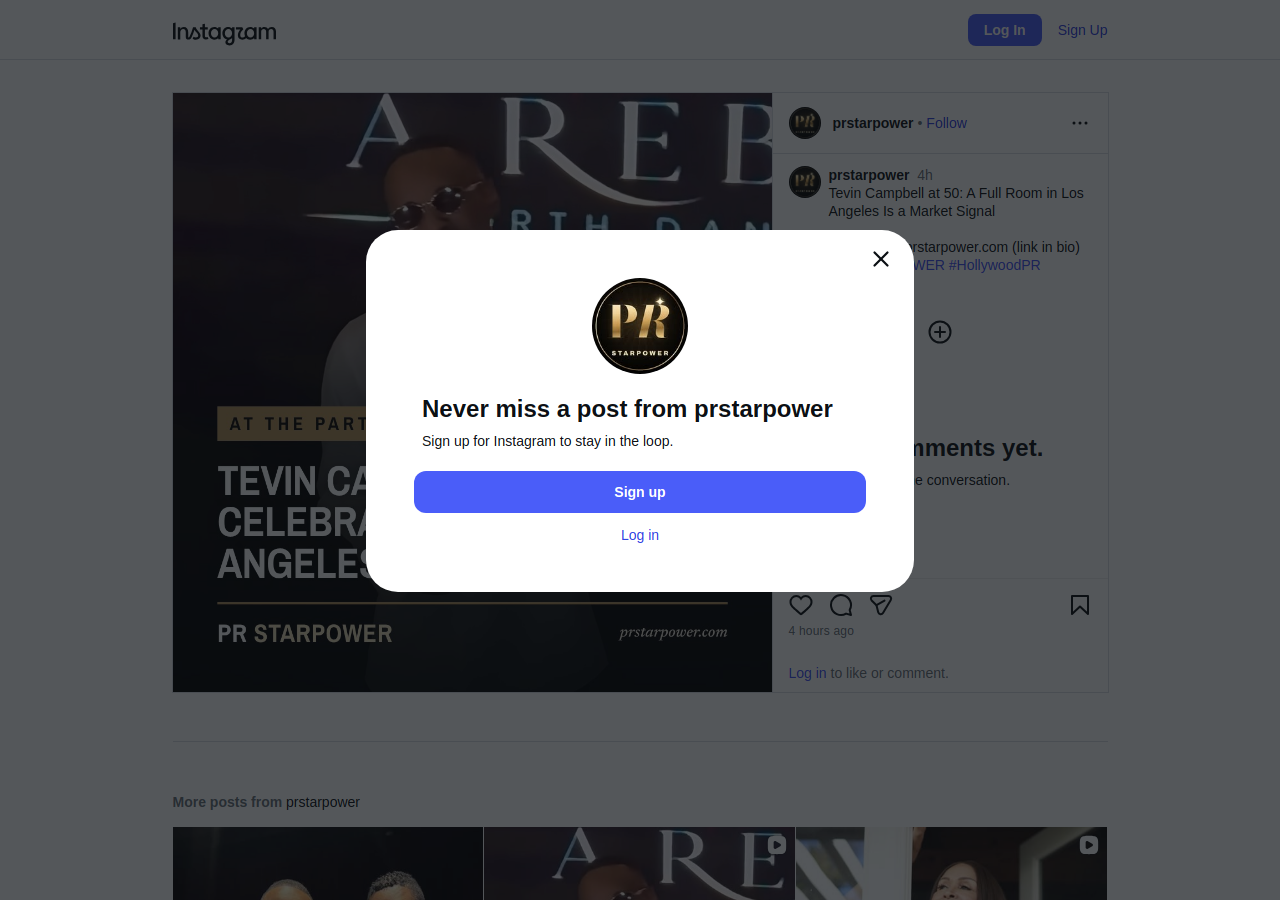 Instagram
Log In
Sign Up
A REB
RTH DAN
AT THE PART
TEVIN CA
CELEBRA
ANGELES
PR STARPOWER
prstarpower.com
prstarpower • Follow
prstarpower 4h
Tevin Campbell at 50: A Full Room in Los
Angeles Is a Market Signal
rstarpower.com (link in bio)
WER #HollywoodPR
PR
STARPOWER
Never miss a post from prstarpower
Sign up for Instagram to stay in the loop.
Sign up
Log in
mments yet.
e conversation.
4 hours ago
Log in to like or comment.
More posts from prstarpower
A RE